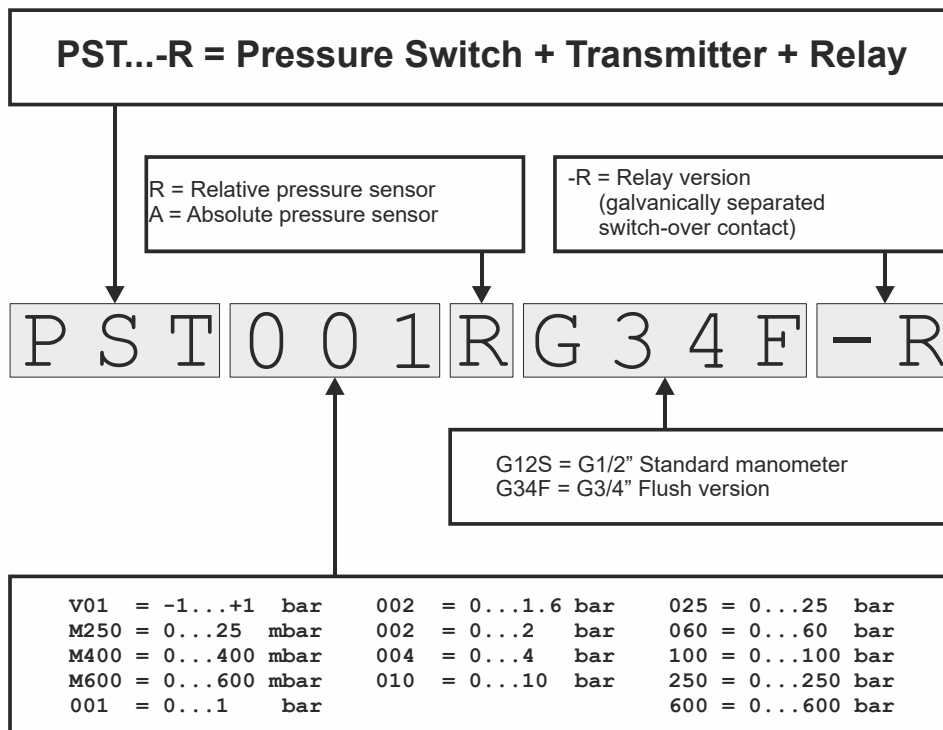 PST...-R = Pressure Switch + Transmitter + Relay
R = Relative pressure sensor
A = Absolute pressure sensor
-R = Relay version
(galvanically separated
switch-over contact)
PST001RG34F-R
G12S = G1/2” Standard manometer
G34F = G3/4” Flush version
V01 = -1...+1 bar 002 = 0...1.6 bar 025 = 0...25 bar
M250 = 0...25 mbar 002 = 0...2 bar 060 = 0...60 bar
M400 = 0...400 mbar 004 = 0...4 bar 100 = 0...100 bar
M600 = 0...600 mbar 010 = 0...10 bar 250 = 0...250 bar
001 = 0...1 bar 600 = 0...600 bar